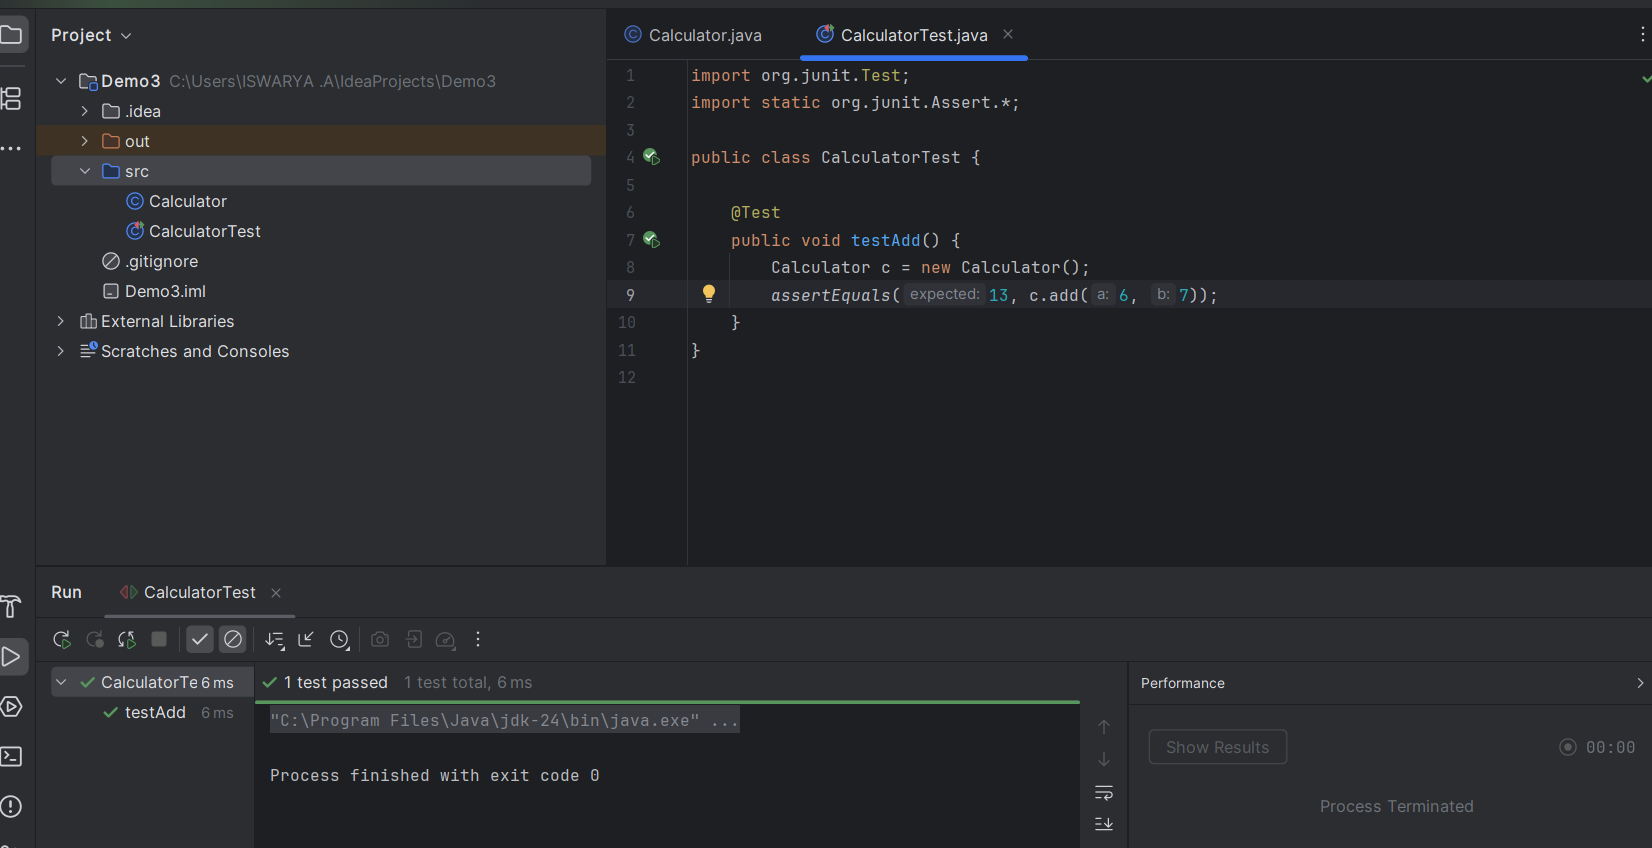 Project
Demo3 C:\Users\ISWARYA .A\IdeaProjects\Demo3
.idea
out
src
Calculator
CalculatorTest
.gitignore
Demo3.iml
External Libraries
Scratches and Consoles
Calculator.java CalculatorTest.java
1 import org.junit.Test;
2 import static org.junit.Assert.*;
3
4 public class CalculatorTest {
5
6 @Test
7 public void testAdd() {
8 Calculator c = new Calculator();
9 assertEquals( expected: 13, c.add( a: 6, b: 7));
10 }
11 }
12
Run CalculatorTest
CalculatorTe 6 ms
testAdd 6 ms
1 test passed 1 test total, 6 ms
"C:\Program Files\Java\jdk-24\bin\java.exe" ...
Process finished with exit code 0
Performance
Show Results 00:00
Process Terminated